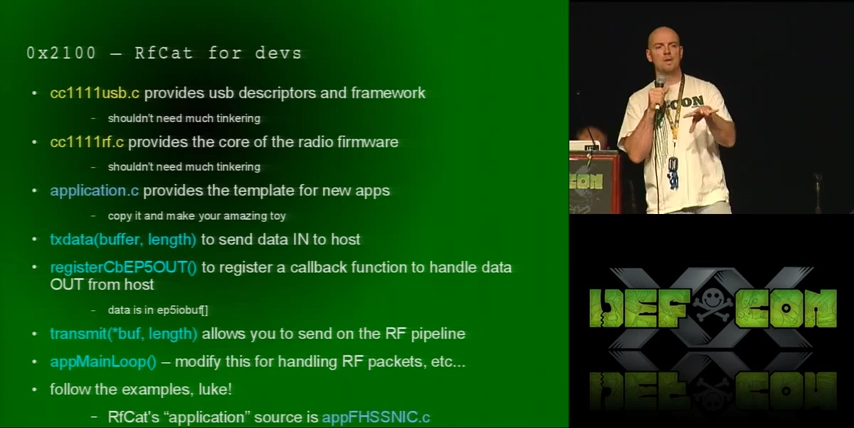 0x2100 – RfCat for devs
• cc1111usb.c provides usb descriptors and framework
– shouldn't need much tinkering
• cc1111rf.c provides the core of the radio firmware
– shouldn't need much tinkering
• application.c provides the template for new apps
– copy it and make your amazing toy
• txdata(buffer, length) to send data IN to host
• registerCbEP5OUT() to register a callback function to handle data
OUT from host
– data is in ep5iobuf[]
• transmit(*buf, length) allows you to send on the RF pipeline
• appMainLoop() – modify this for handling RF packets, etc...
• follow the examples, luke!
– RfCat's “application” source is appFHSSNIC.c
XX
DEF CON